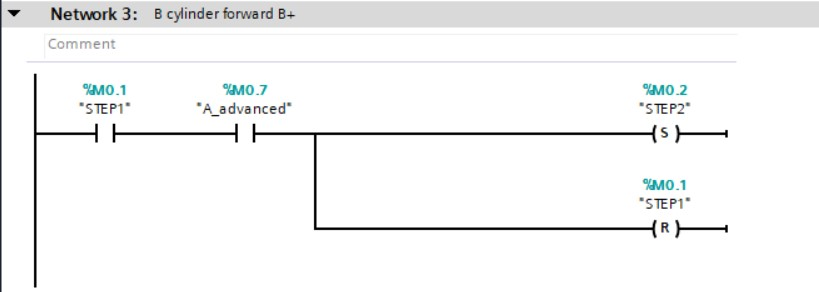 Network 3: B cylinder forward B+
Comment
%M0.1 %M0.7 %M0.2
"STEP1" "A_advanced" "STEP2"
S
%M0.1
"STEP1"
R